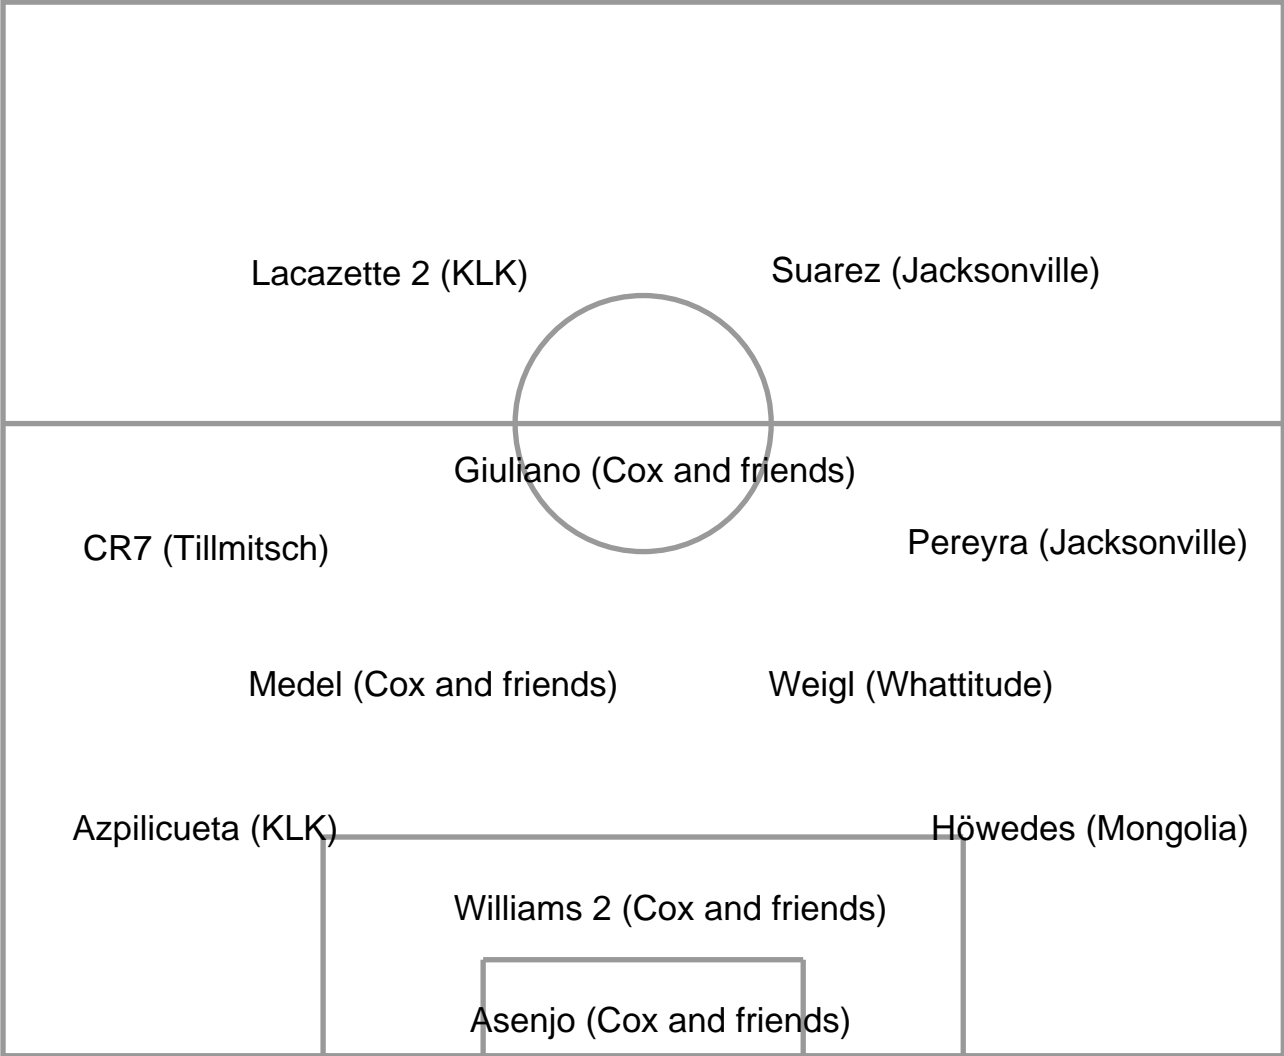 Lacazette 2 (KLK)
Suarez (Jacksonville)
Giuliano (Cox and friends)
CR7 (Tillmitsch)
Pereyra (Jacksonville)
Medel (Cox and friends)
Weigl (Whattitude)
Azpilicueta (KLK)
Höwedes (Mongolia)
Williams 2 (Cox and friends)
Asenjo (Cox and friends)